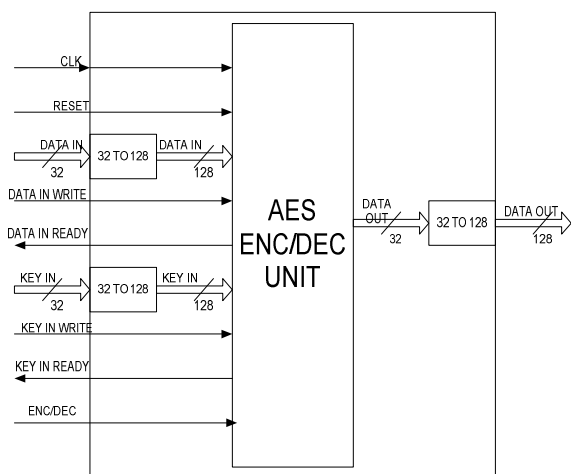 CLK
RESET
DATA IN
32
32 TO 128
DATA IN
128
DATA IN WRITE
DATA IN READY
KEY IN
32
32 TO 128
KEY IN
128
KEY IN WRITE
KEY IN READY
ENC/DEC
AES
ENC/DEC
UNIT
DATA
OUT
32
32 TO 128
DATA OUT
128